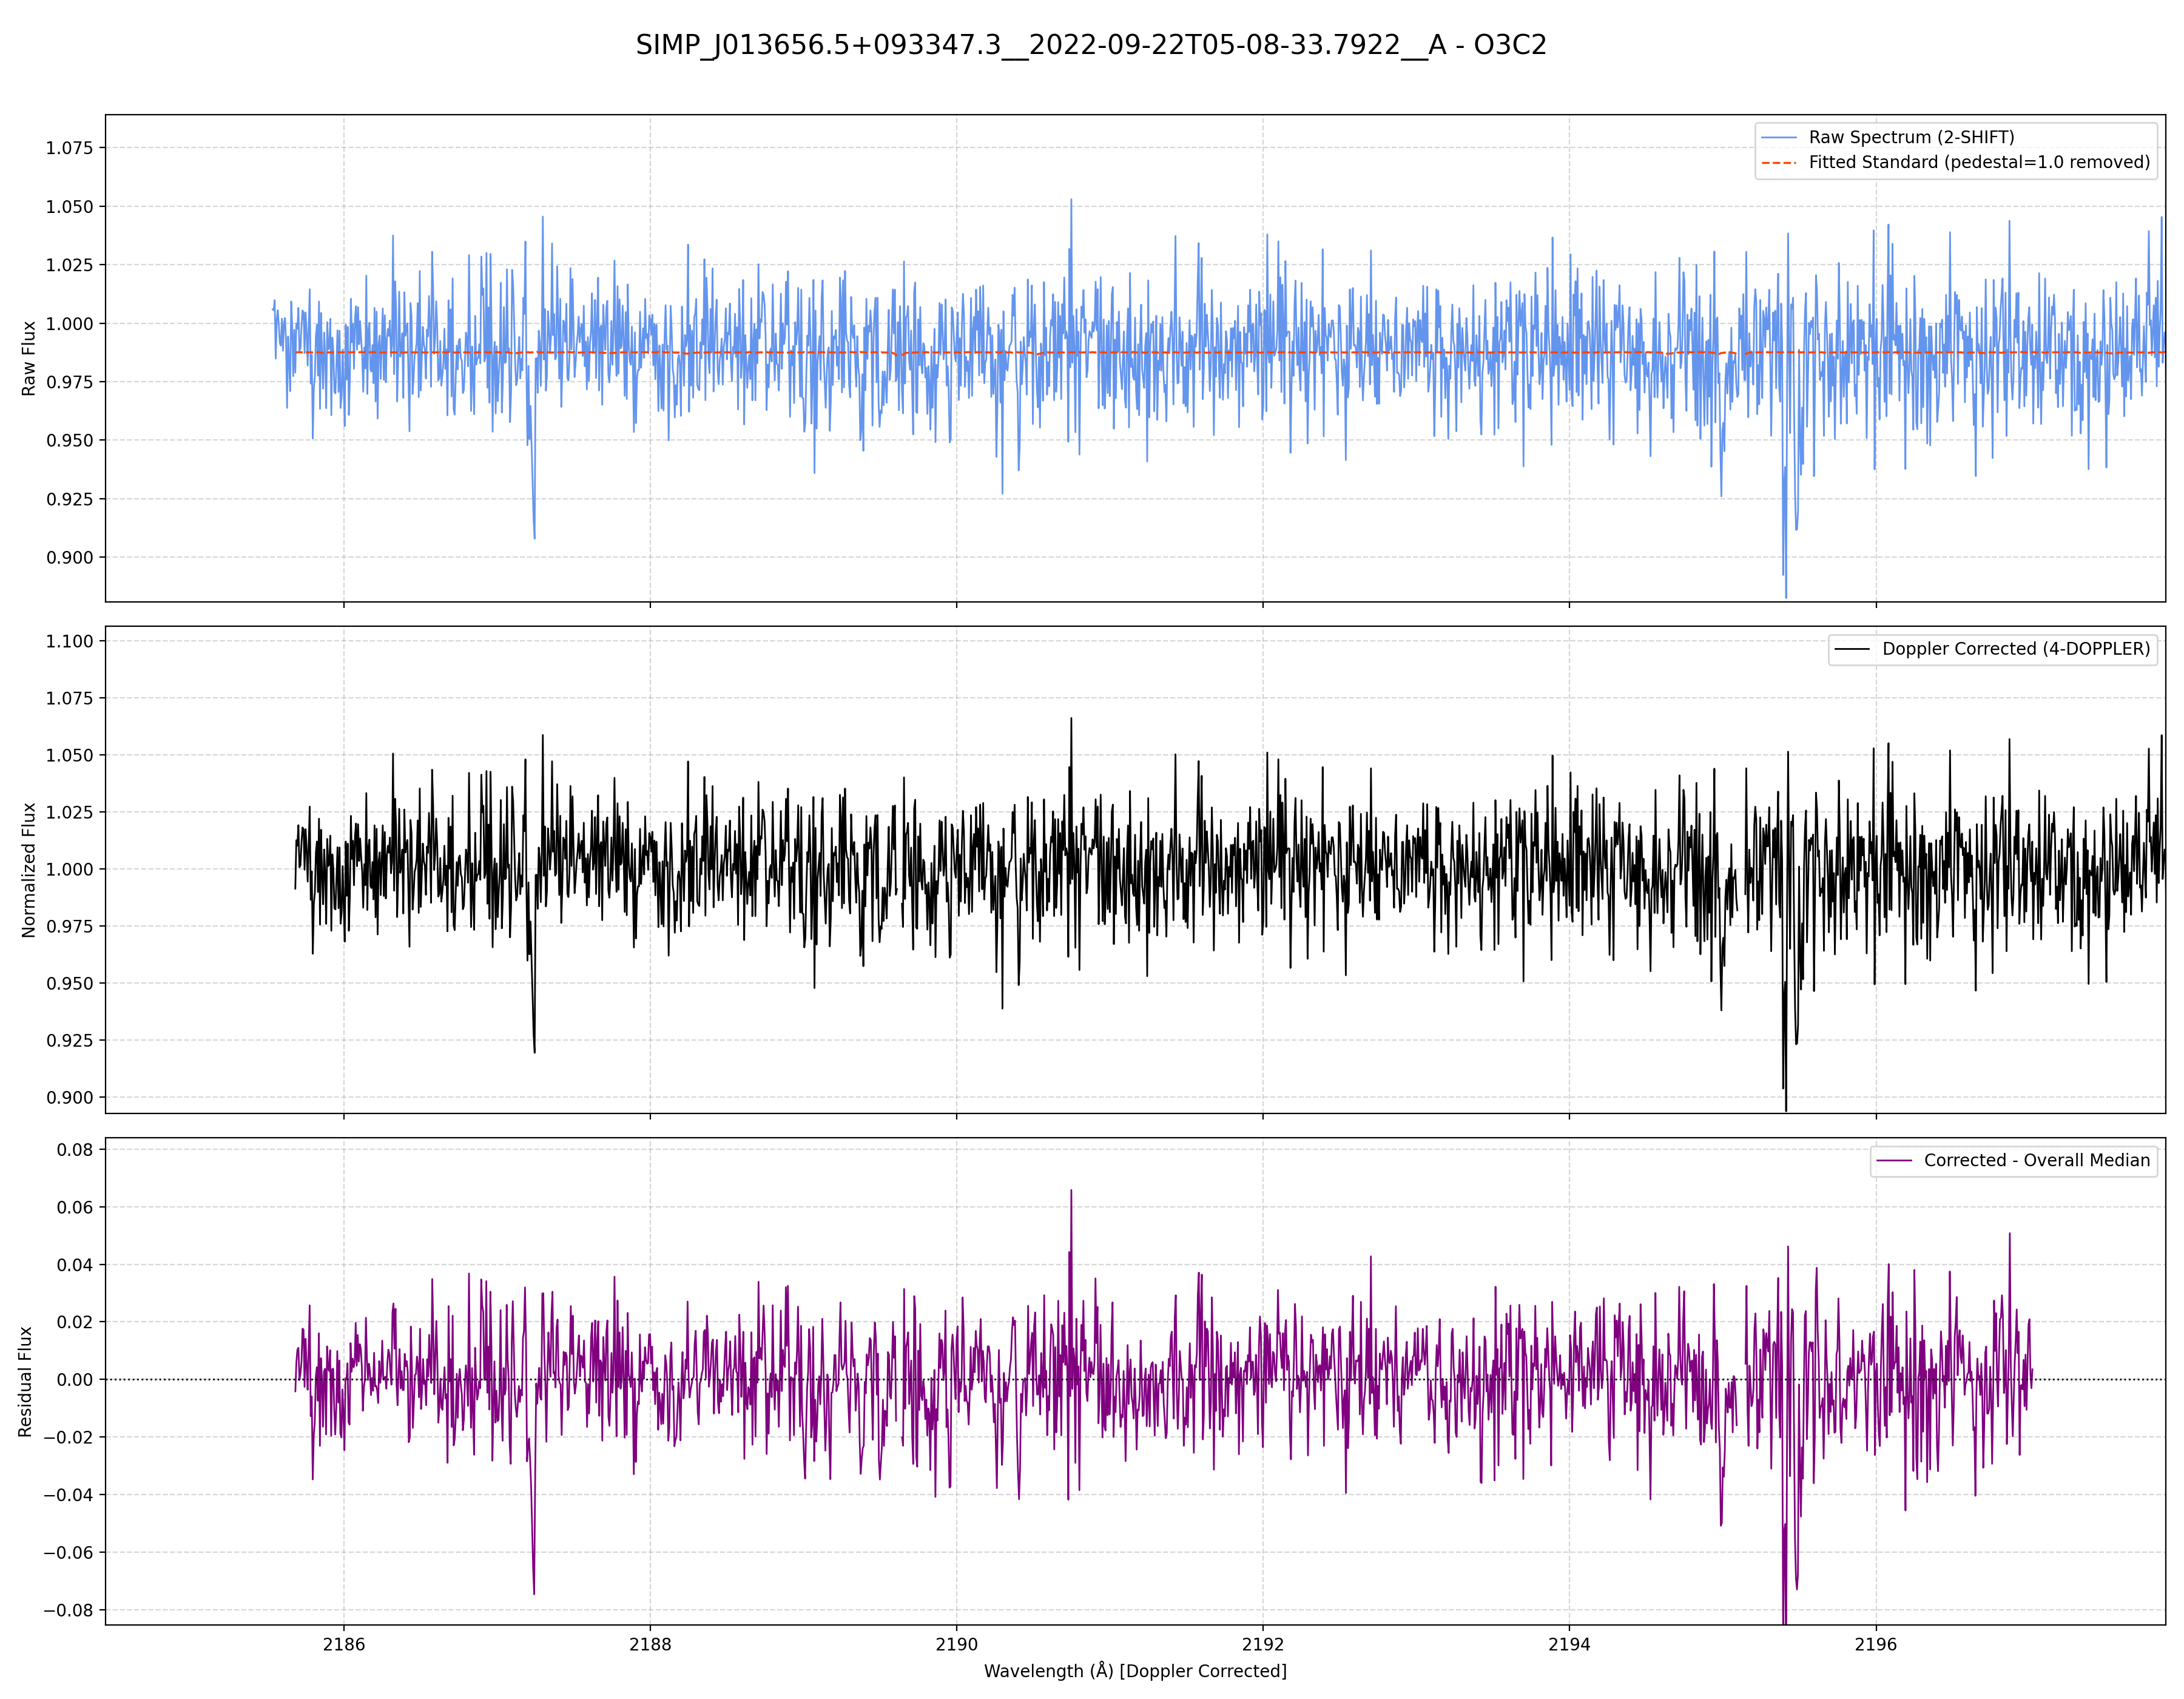 SIMP_J013656.5+093347.3__2022-09-22T05-08-33.7922__A - O3C2
Raw Spectrum (2-SHIFT)
Fitted Standard (pedestal=1.0 removed)
1.075
1.050
1.025
1.000
0.975
0.950
0.925
0.900
Raw Flux
Doppler Corrected (4-DOPPLER)
1.100
1.075
1.050
1.025
1.000
0.975
0.950
0.925
0.900
Normalized Flux
Corrected - Overall Median
0.08
0.06
0.04
0.02
0.00
−0.02
−0.04
−0.06
−0.08
Residual Flux
2186 2188 2190 2192 2194 2196
Wavelength (Å) [Doppler Corrected]